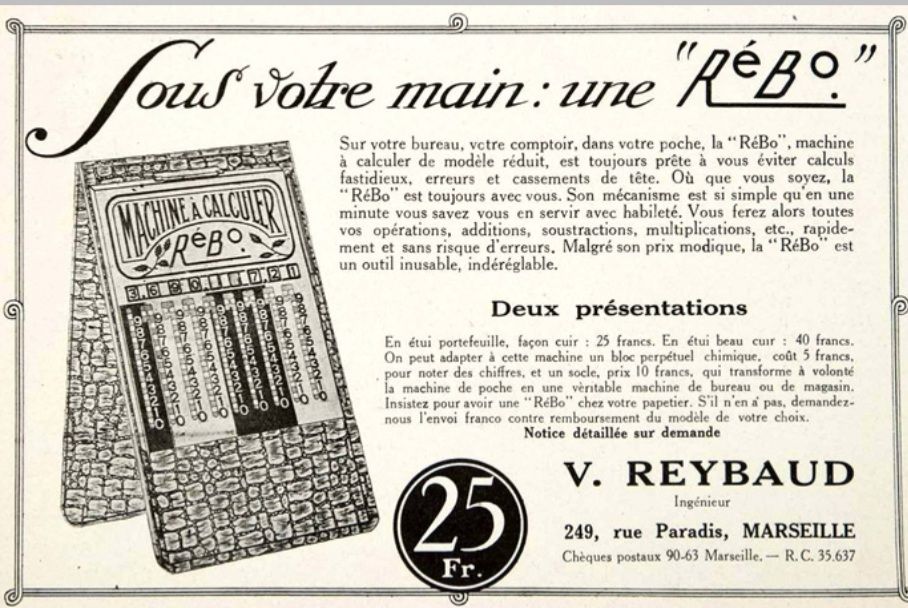 Sous votre main : une "RéBo."
Sur votre bureau, vctre comptoir, dans votre poche, la "RéBo", machine
à calculer de modèle réduit, est toujours prête à vous éviter calculs
fastidieux, erreurs et cassements de tête. Où que vous soyez, la
"RéBo" est toujours avec vous. Son mécanisme est si simple qu'en une
minute vous savez vous en servir avec habileté. Vous ferez alors toutes
vos opérations, additions, soustractions, multiplications, etc., rapide-
ment et sans risque d'erreurs. Malgré son prix modique, la "RéBo" est
un outil inusable, indéréglable.
MACHINE À CALCULER
RéBo.
Deux présentations
En étui portefeuille, façon cuir : 25 francs. En étui beau cuir : 40 francs.
On peut adapter à cette machine un bloc perpétuel chimique, coût 5 francs,
pour noter des chiffres, et un socle, prix 10 francs, qui transforme à volonté
la machine de poche en une véritable machine de bureau ou de magasin.
Insistez pour avoir une "RéBo" chez votre papetier. S'il n'en a pas, demandez-
nous l'envoi franco contre remboursement du modèle de votre choix.
Notice détaillée sur demande
25
Fr.
V. REYBAUD
Ingénieur
249, rue Paradis, MARSEILLE
Chèques postaux 90-63 Marseille. — R. C. 35.637